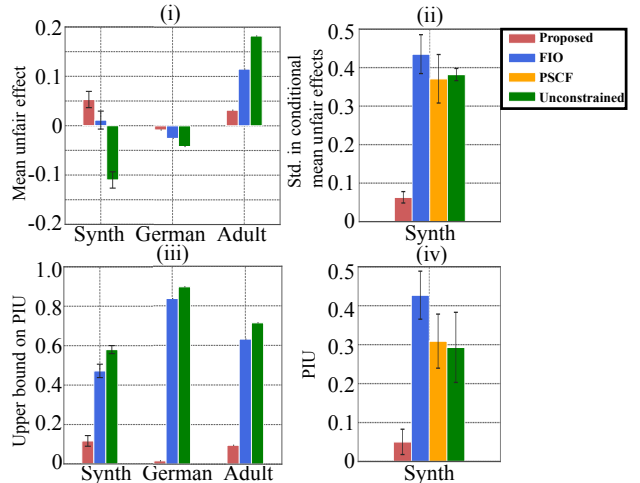 (i)
Mean unfair effect
0.2
0.1
0
-0.1
-0.2
Synth German Adult
(ii)
Std. in conditional
mean unfair effects
0.5
0.4
0.3
0.2
0.1
0
Synth
Proposed
FIO
PSCF
Unconstrained
(iii)
Upper bound on PIU
1.0
0.8
0.6
0.4
0.2
0
Synth German Adult
(iv)
PIU
0.5
0.4
0.3
0.2
0.1
0
Synth